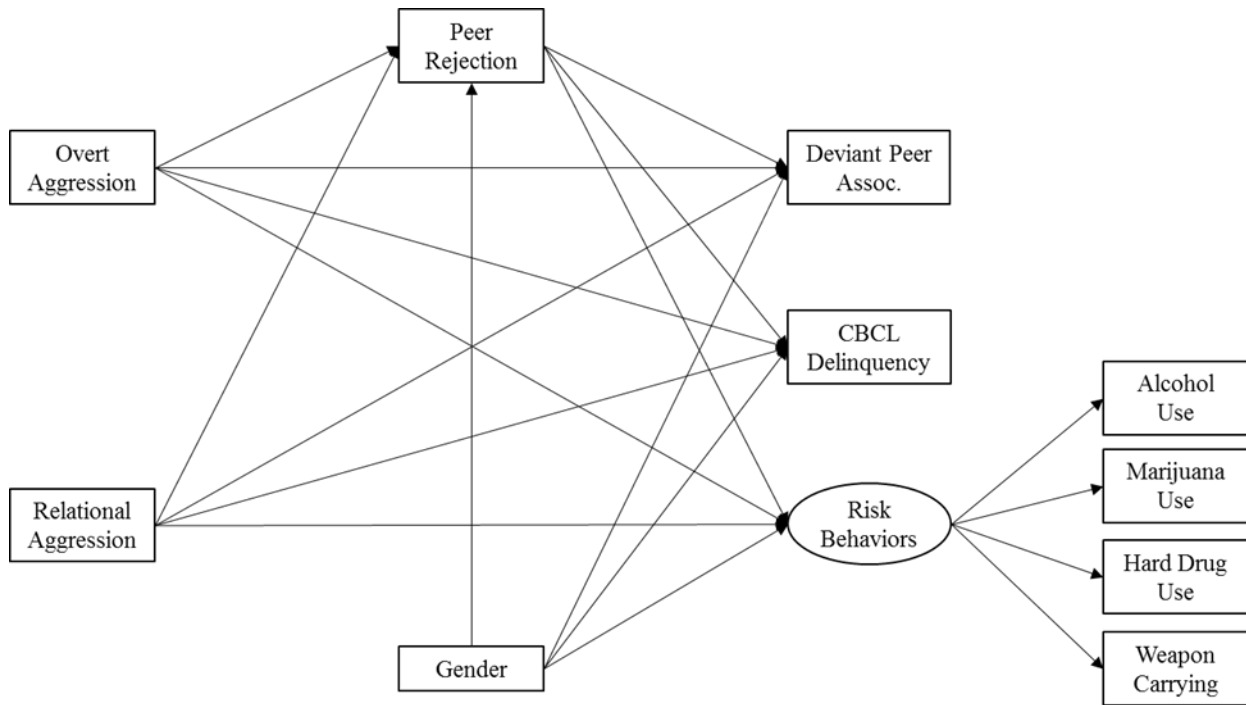 Peer
Rejection
Overt
Aggression
Deviant Peer
Assoc.
CBCL
Delinquency
Relational
Aggression
Risk
Behaviors
Gender
Alcohol
Use
Marijuana
Use
Hard Drug
Use
Weapon
Carrying